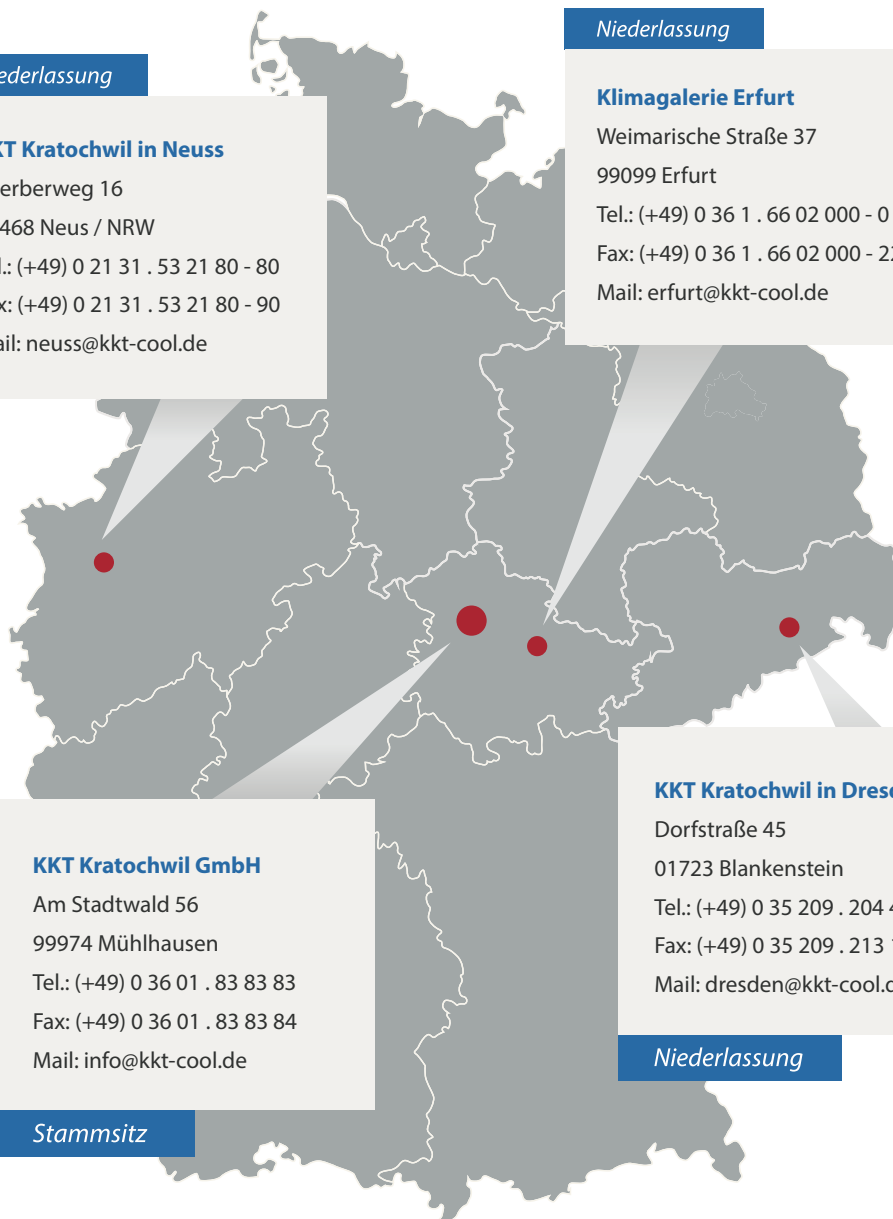 ederlassung
KT Kratochwil in Neuss
erberweg 16
468 Neus / NRW
l.: (+49) 0 21 31 . 53 21 80 - 80
x: (+49) 0 21 31 . 53 21 80 - 90
ail: neuss@kkt-cool.de
Niederlassung
Klimagalerie Erfurt
Weimarische Straße 37
99099 Erfurt
Tel.: (+49) 0 36 1 . 66 02 000 - 0
Fax: (+49) 0 36 1 . 66 02 000 - 22
Mail: erfurt@kkt-cool.de
KKT Kratochwil GmbH
Am Stadtwald 56
99974 Mühlhausen
Tel.: (+49) 0 36 01 . 83 83 83
Fax: (+49) 0 36 01 . 83 83 84
Mail: info@kkt-cool.de
Stammsitz
KKT Kratochwil in Dresd
Dorfstraße 45
01723 Blankenstein
Tel.: (+49) 0 35 209 . 204 4
Fax: (+49) 0 35 209 . 213 1
Mail: dresden@kkt-cool.d
Niederlassung